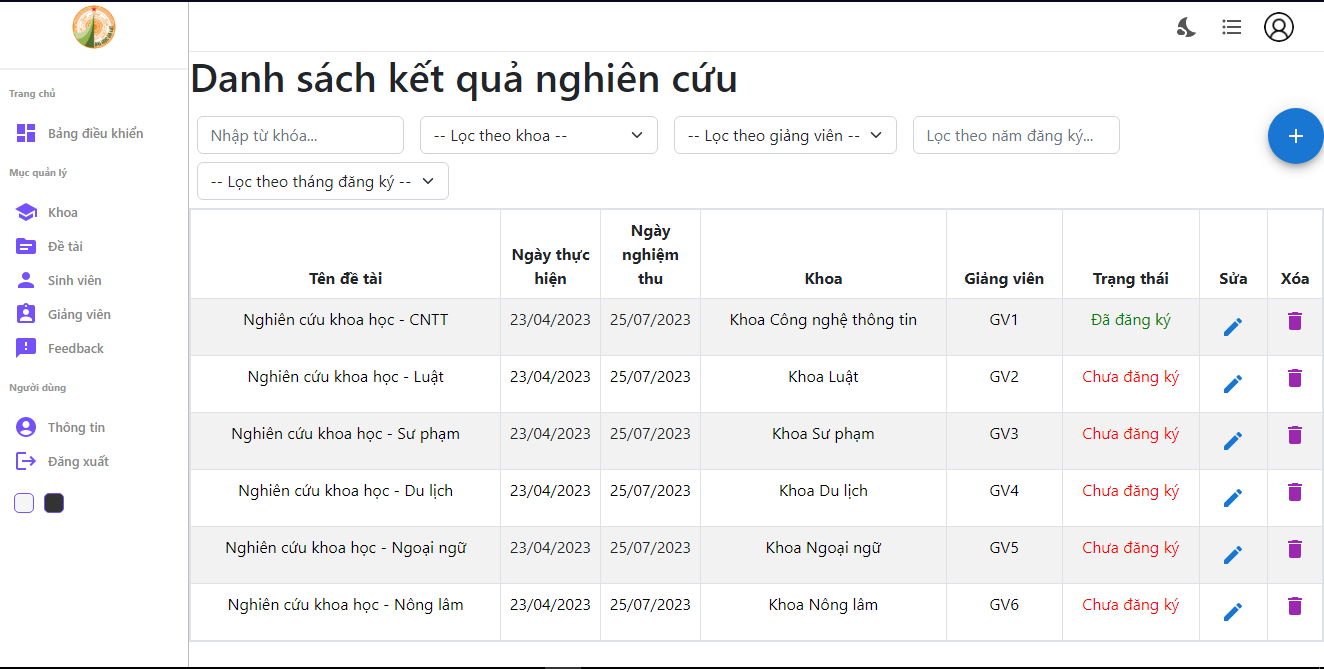 Trang chủ
Bảng điều khiển
Mục quản lý
Khoa
Đề tài
Sinh viên
Giảng viên
Feedback
Người dùng
Thông tin
Đăng xuất
Danh sách kết quả nghiên cứu
Nhập từ khóa... -- Lọc theo khoa -- -- Lọc theo giảng viên -- Lọc theo năm đăng ký...
-- Lọc theo tháng đăng ký --
Tên đề tài Ngày thực hiện Ngày nghiệm thu Khoa Giảng viên Trạng thái Sửa Xóa
Nghiên cứu khoa học - CNTT 23/04/2023 25/07/2023 Khoa Công nghệ thông tin GV1 Đã đăng ký
Nghiên cứu khoa học - Luật 23/04/2023 25/07/2023 Khoa Luật GV2 Chưa đăng ký
Nghiên cứu khoa học - Sư phạm 23/04/2023 25/07/2023 Khoa Sư phạm GV3 Chưa đăng ký
Nghiên cứu khoa học - Du lịch 23/04/2023 25/07/2023 Khoa Du lịch GV4 Chưa đăng ký
Nghiên cứu khoa học - Ngoại ngữ 23/04/2023 25/07/2023 Khoa Ngoại ngữ GV5 Chưa đăng ký
Nghiên cứu khoa học - Nông lâm 23/04/2023 25/07/2023 Khoa Nông lâm GV6 Chưa đăng ký